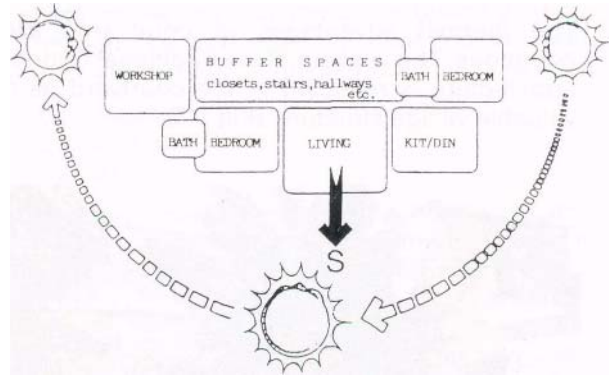 BUFFER SPACES
closets,stairs,hallways
etc.
WORKSHOP
BATH
BEDROOM
BATH
BEDROOM
LIVING
KIT/DIN
S